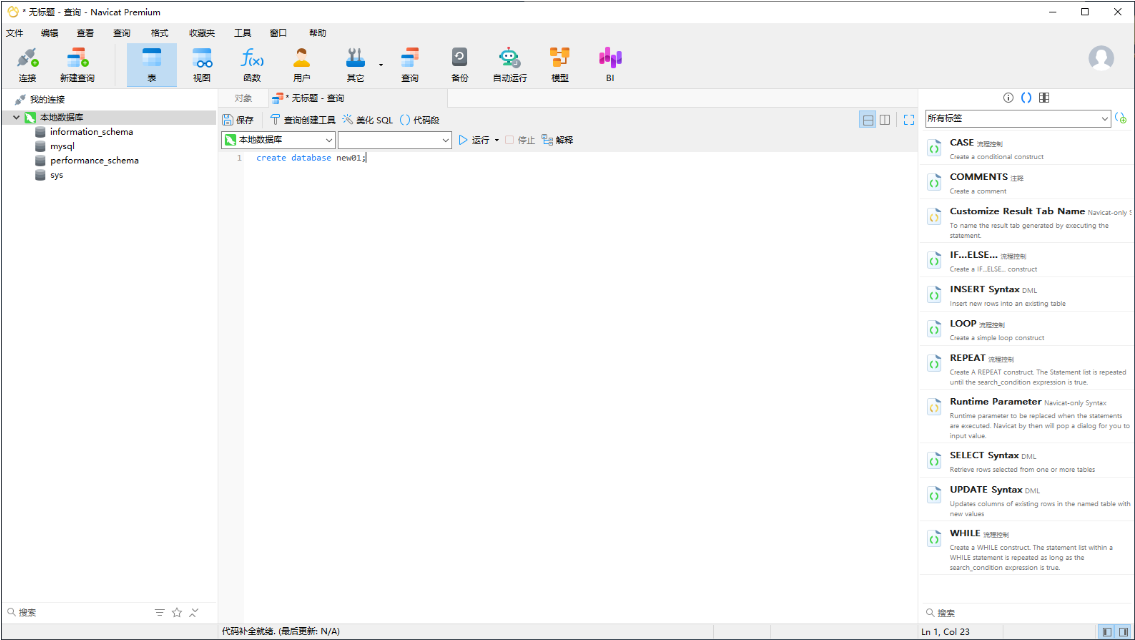 * 无标题 - 查询 - Navicat Premium
文件 编辑 查看 查询 格式 收藏夹 工具 窗口 帮助
连接 新建查询 表 视图 函数 用户 其它 查询 备份 自动运行 模型 BI
我的连接
本地数据库
information_schema
mysql
performance_schema
sys
搜索
对象 * 无标题 - 查询
保存 查询创建工具 美化 SQL 代码段
本地数据库 运行 停止 解释
1 create database new01;
代码补全就绪. (最后更新: N/A)
所有标签
CASE 流程控制
Create a conditional construct
COMMENTS 注释
Create a comment
Customize Result Tab Name Navicat-only S
To name the result tab generated by executing the
statement.
IF...ELSE... 流程控制
Create a IF...ELSE... construct
INSERT Syntax DML
Insert new rows into an existing table
LOOP 流程控制
Create a simple loop construct
REPEAT 流程控制
Create A REPEAT construct. The Statement list is repeated
until the search_condition expression is true.
Runtime Parameter Navicat-only Syntax
Runtime parameter to be replaced when the statements
are executed. Navicat by then will pop a dialog for you to
input value.
SELECT Syntax DML
Retrieve rows selected from one or more tables
UPDATE Syntax DML
Updates columns of existing rows in the named table with
new values
WHILE 流程控制
Create a WHILE construct. The statement list within a
WHILE statement is repeated as long as the
search_condition expression is true.
搜索
Ln 1, Col 23